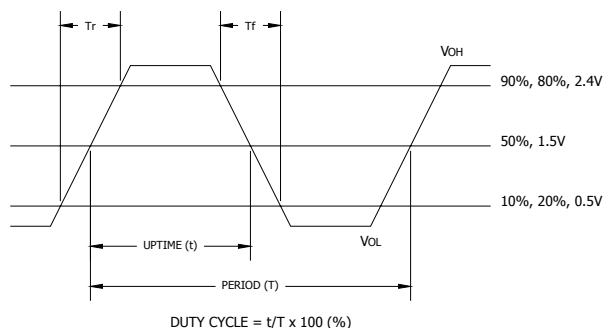 Tr
Tf
VOH
90%, 80%, 2.4V
50%, 1.5V
10%, 20%, 0.5V
UPTIME (t)
VOL
PERIOD (T)
DUTY CYCLE = t/T x 100 (%)